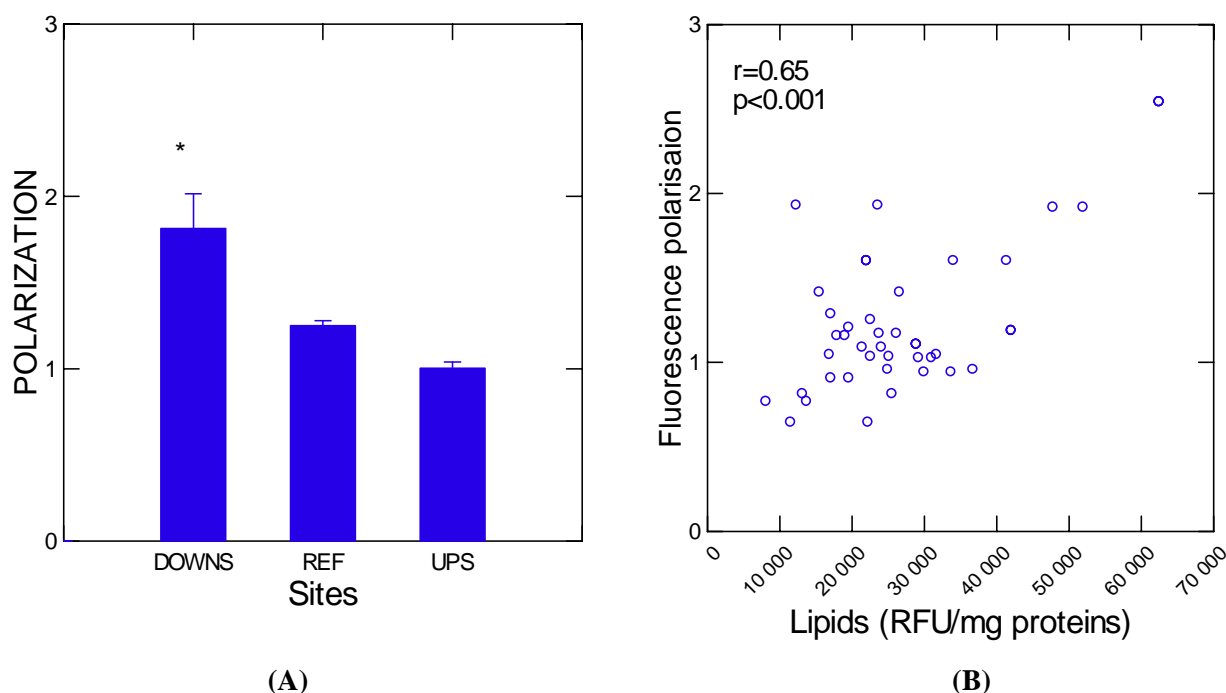 3
2
1
0
POLARIZATION
*
DOWNS REF UPS
Sites
(A)
r=0.65
p<0.001
3
2
1
0
Fluorescence polarisaion
0 10 000 20 000 30 000 40 000 50 000 60 000 70 000
Lipids (RFU/mg proteins)
(B)